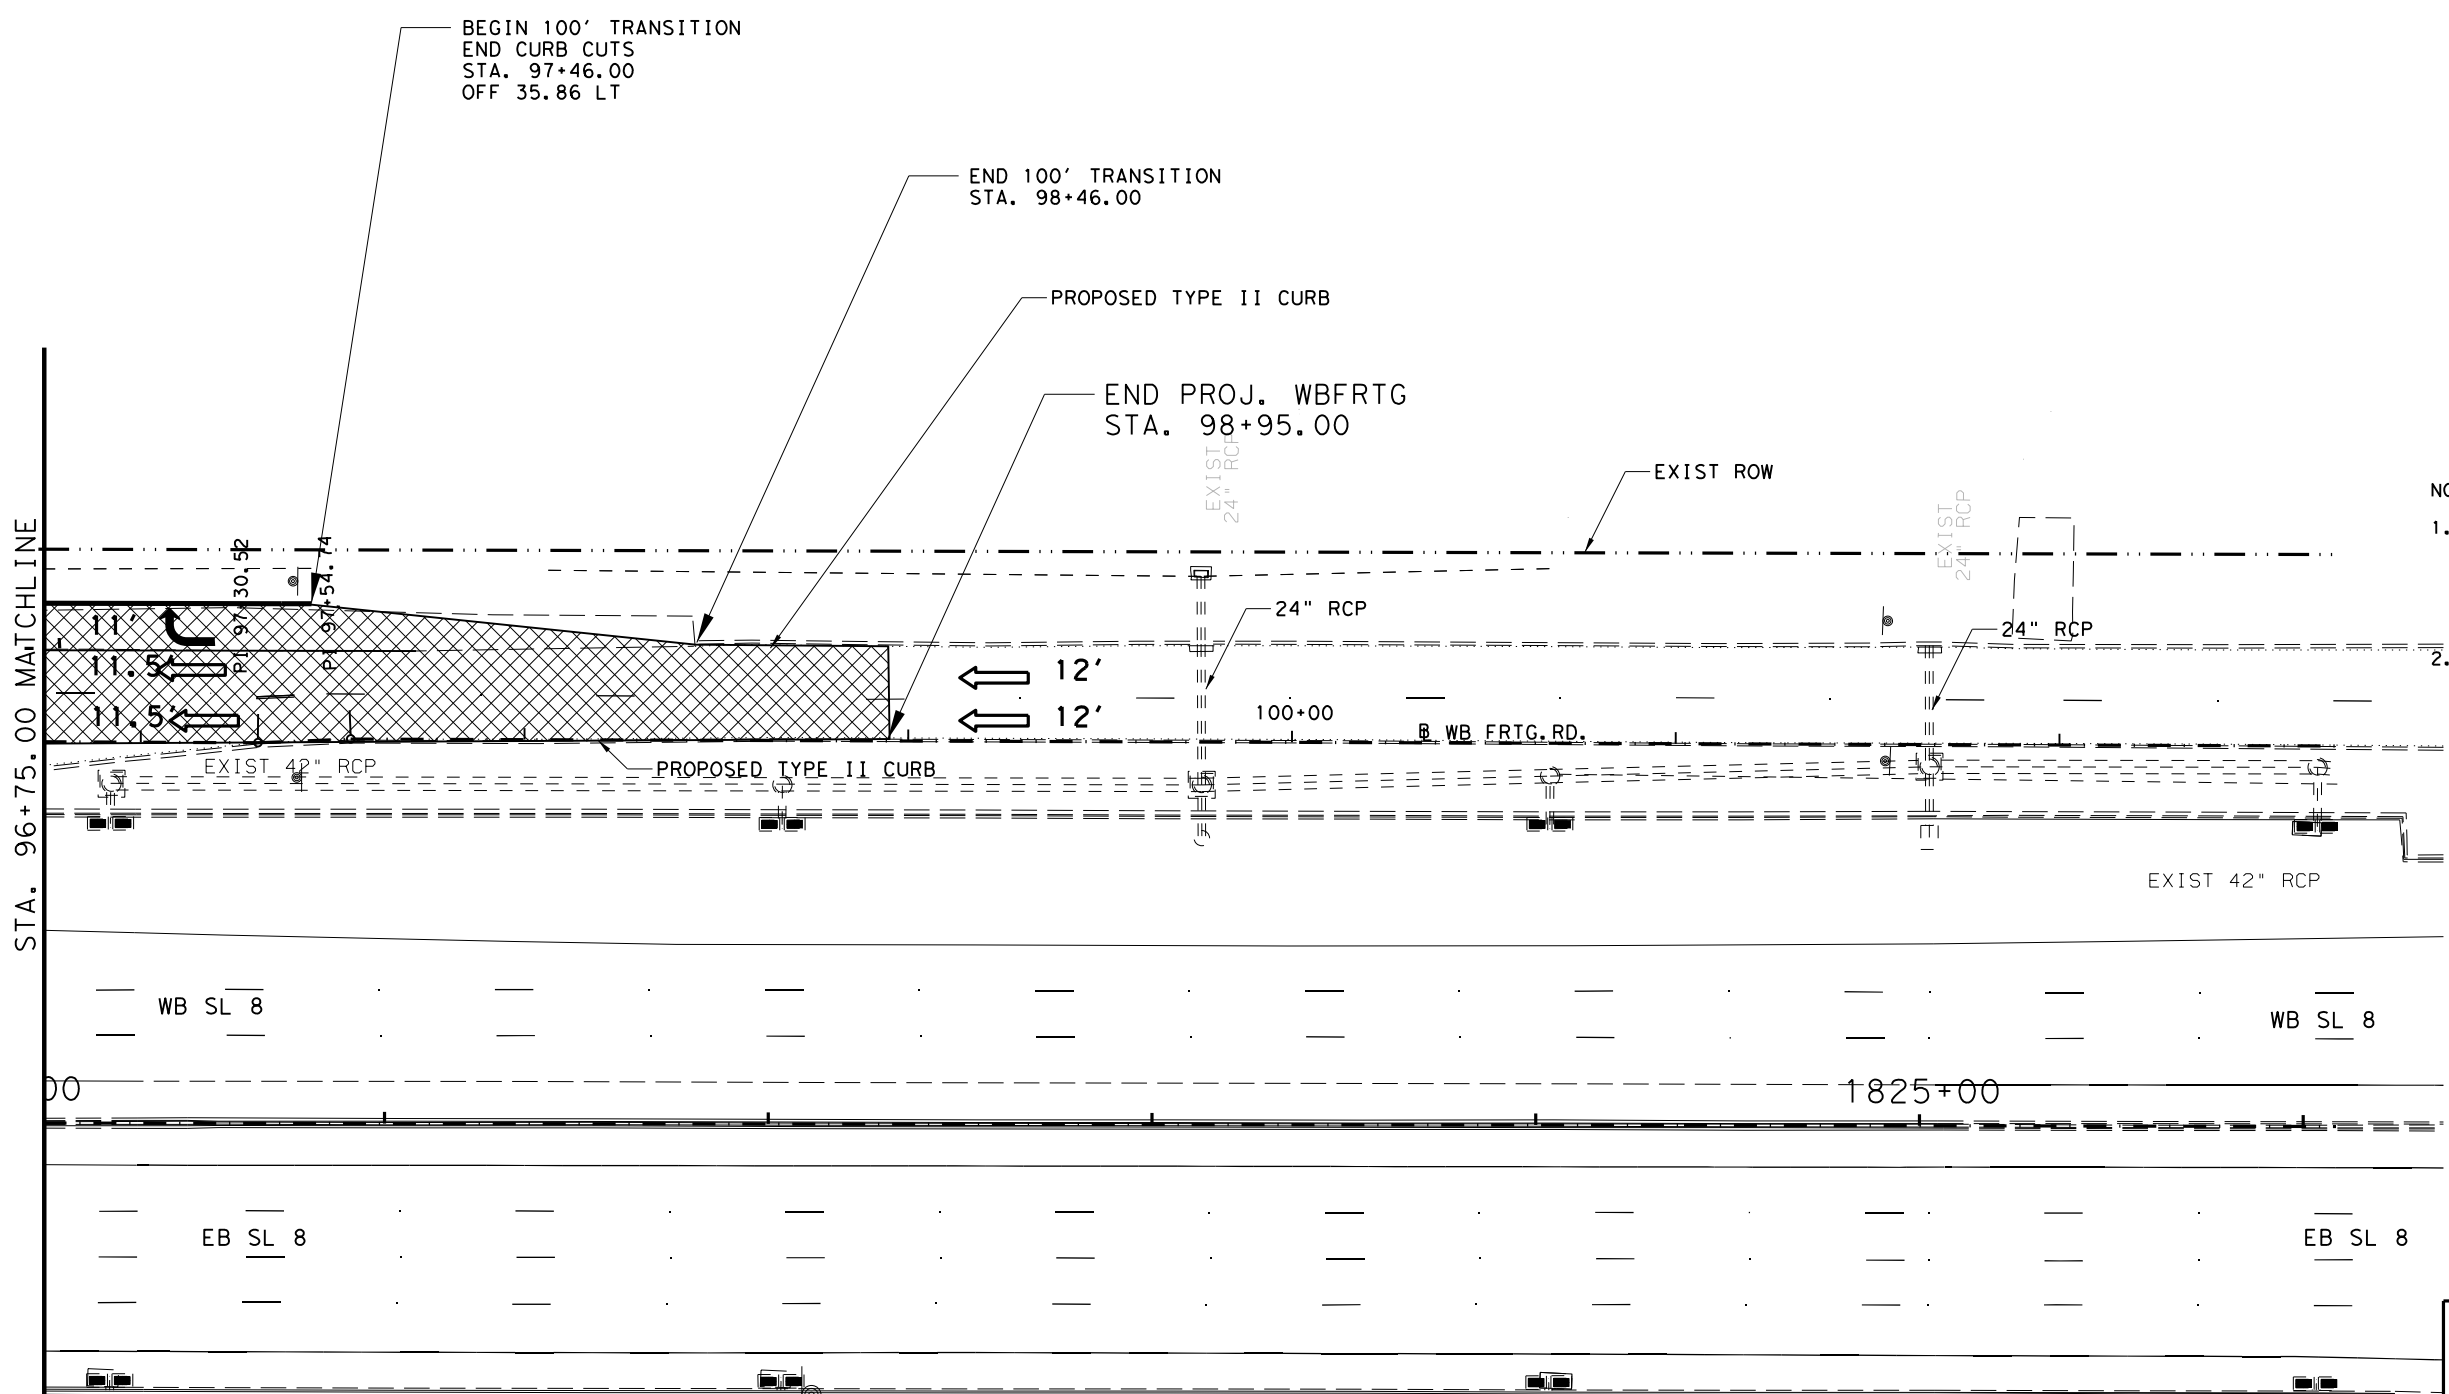 BEGIN 100' TRANSITION
END CURB CUTS
STA. 97+46.00
OFF 35.86 LT
END 100' TRANSITION
STA. 98+46.00
PROPOSED TYPE II CURB
END PROJ. WBFRTG
STA. 98+95.00
EXIST
24" RCP
EXIST ROW
EXIST
24" RCP
NO
1.
2.
STA. 96+75.00 MATCHLINE
PI 97+30.52
PI 97+54.74
11'
11.5'
11.5'
24" RCP
24" RCP
12'
12'
100+00
B WB FRTG.RD.
EXIST 42" RCP
PROPOSED TYPE II CURB
EXIST 42" RCP
WB SL 8
WB SL 8
00
1825+00
EB SL 8
EB SL 8